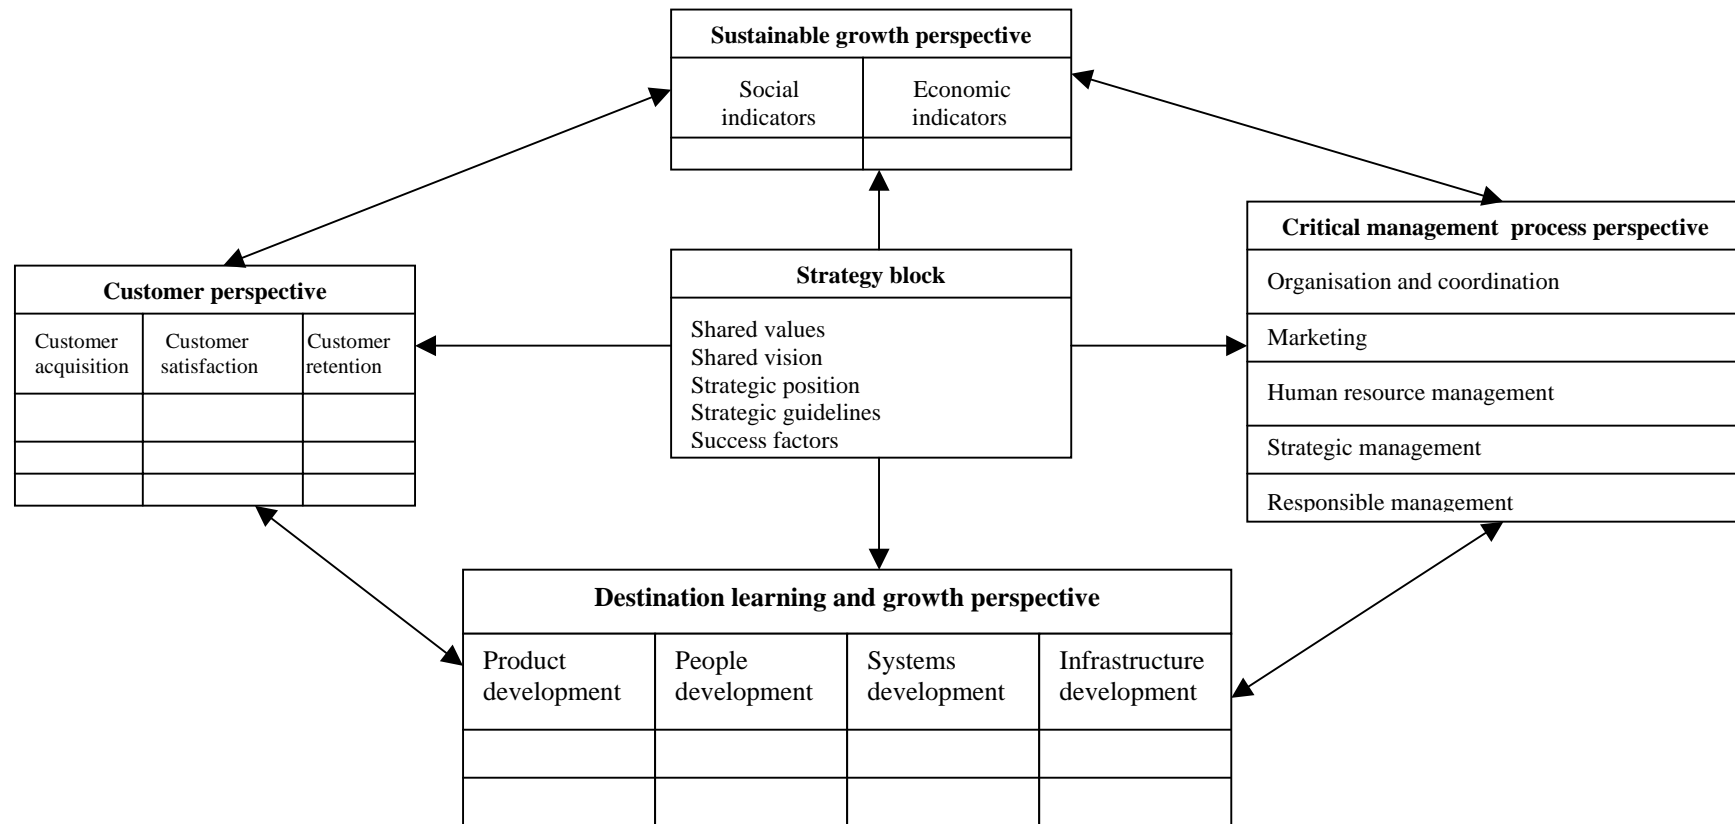 Sustainable growth perspective
Social
indicators
Economic
indicators
Critical management process perspective
Organisation and coordination
Marketing
Human resource management
Strategic management
Responsible management
Strategy block
Shared values
Shared vision
Strategic position
Strategic guidelines
Success factors
Customer perspective
Customer
acquisition
Customer
satisfaction
Customer
retention
Destination learning and growth perspective
Product
development
People
development
Systems
development
Infrastructure
development